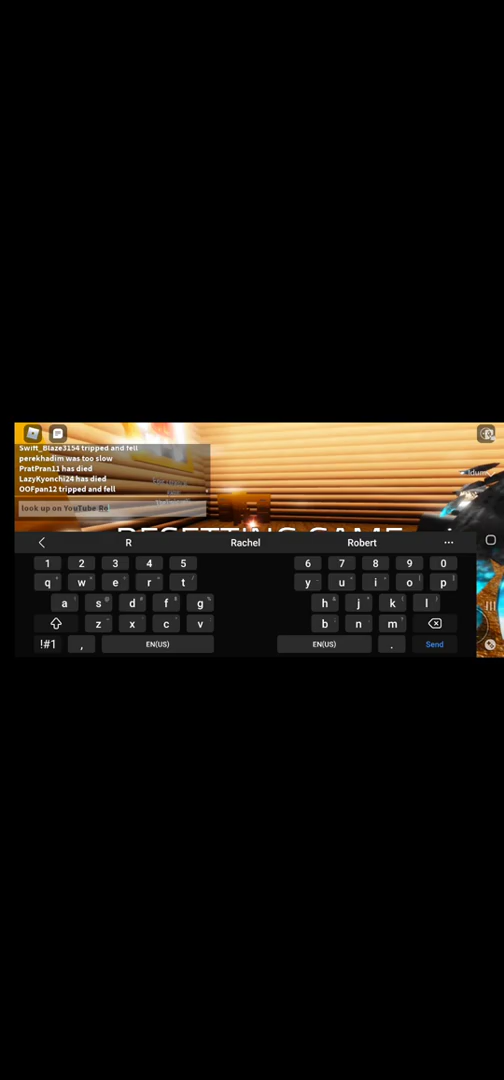 Swift_Blaze3154 tripped and fell
perekhadim was too slow
PratPran11 has died
LazyKyonchi24 has died
OOFpan12 tripped and fell
look up on YouTube Re
RESETTING GAME
R Rachel Robert ...
1 2 3 4 5 6 7 8 9 0
q w e r t y u i o p
a s d f g h j k l
z x c v b n m
!#1 , EN(US) EN(US) . Send